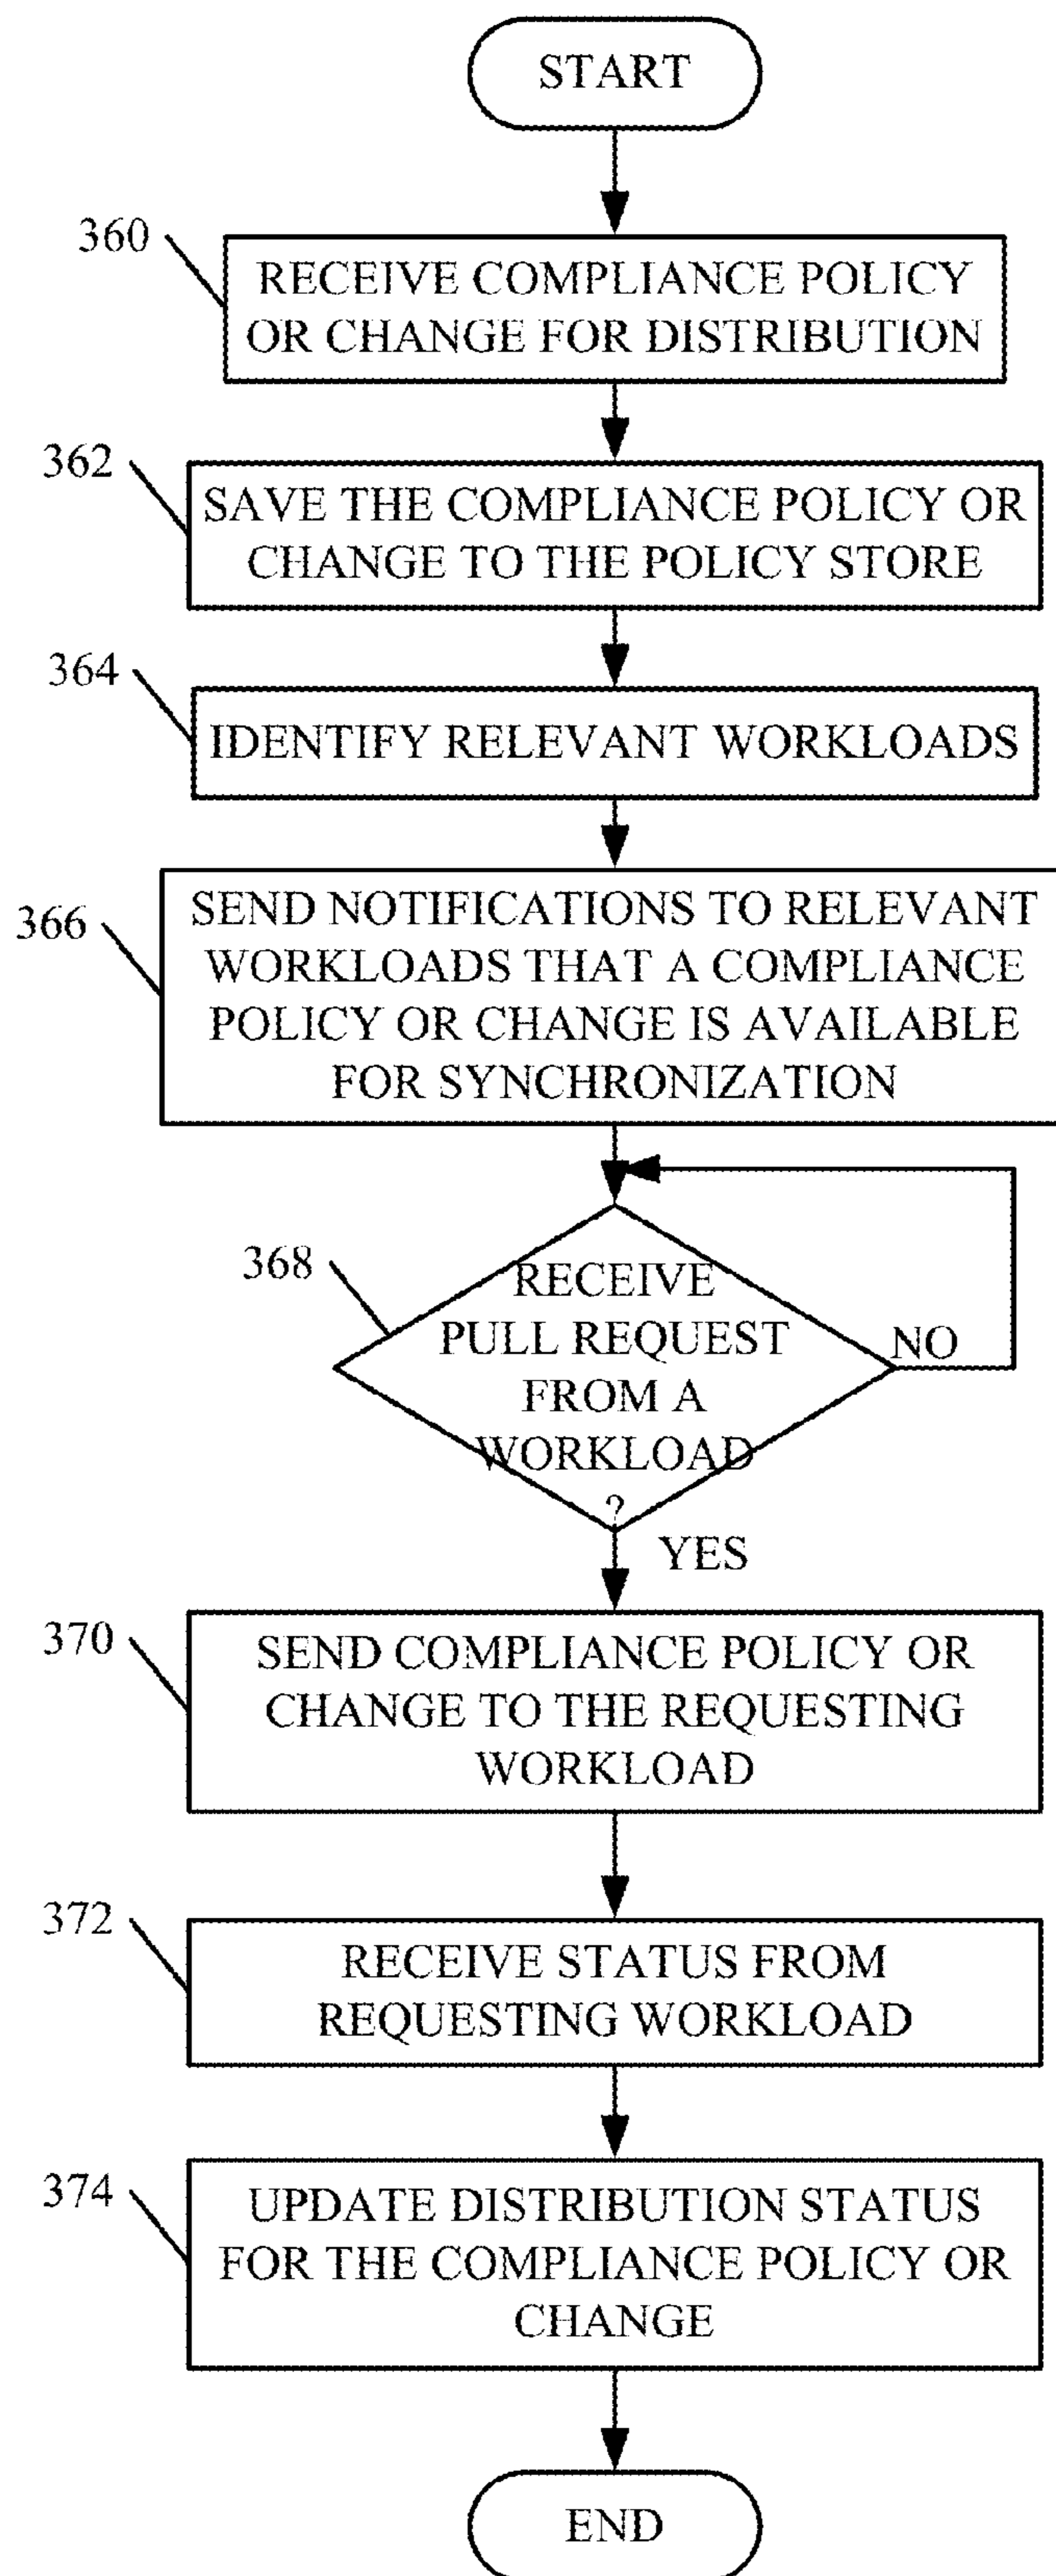 START
360
RECEIVE COMPLIANCE POLICY
OR CHANGE FOR DISTRIBUTION
362
SAVE THE COMPLIANCE POLICY OR
CHANGE TO THE POLICY STORE
364
IDENTIFY RELEVANT WORKLOADS
366
SEND NOTIFICATIONS TO RELEVANT
WORKLOADS THAT A COMPLIANCE
POLICY OR CHANGE IS AVAILABLE
FOR SYNCHRONIZATION
368
RECEIVE
PULL REQUEST
FROM A
WORKLOAD
?
NO
YES
370
SEND COMPLIANCE POLICY OR
CHANGE TO THE REQUESTING
WORKLOAD
372
RECEIVE STATUS FROM
REQUESTING WORKLOAD
374
UPDATE DISTRIBUTION STATUS
FOR THE COMPLIANCE POLICY OR
CHANGE
END